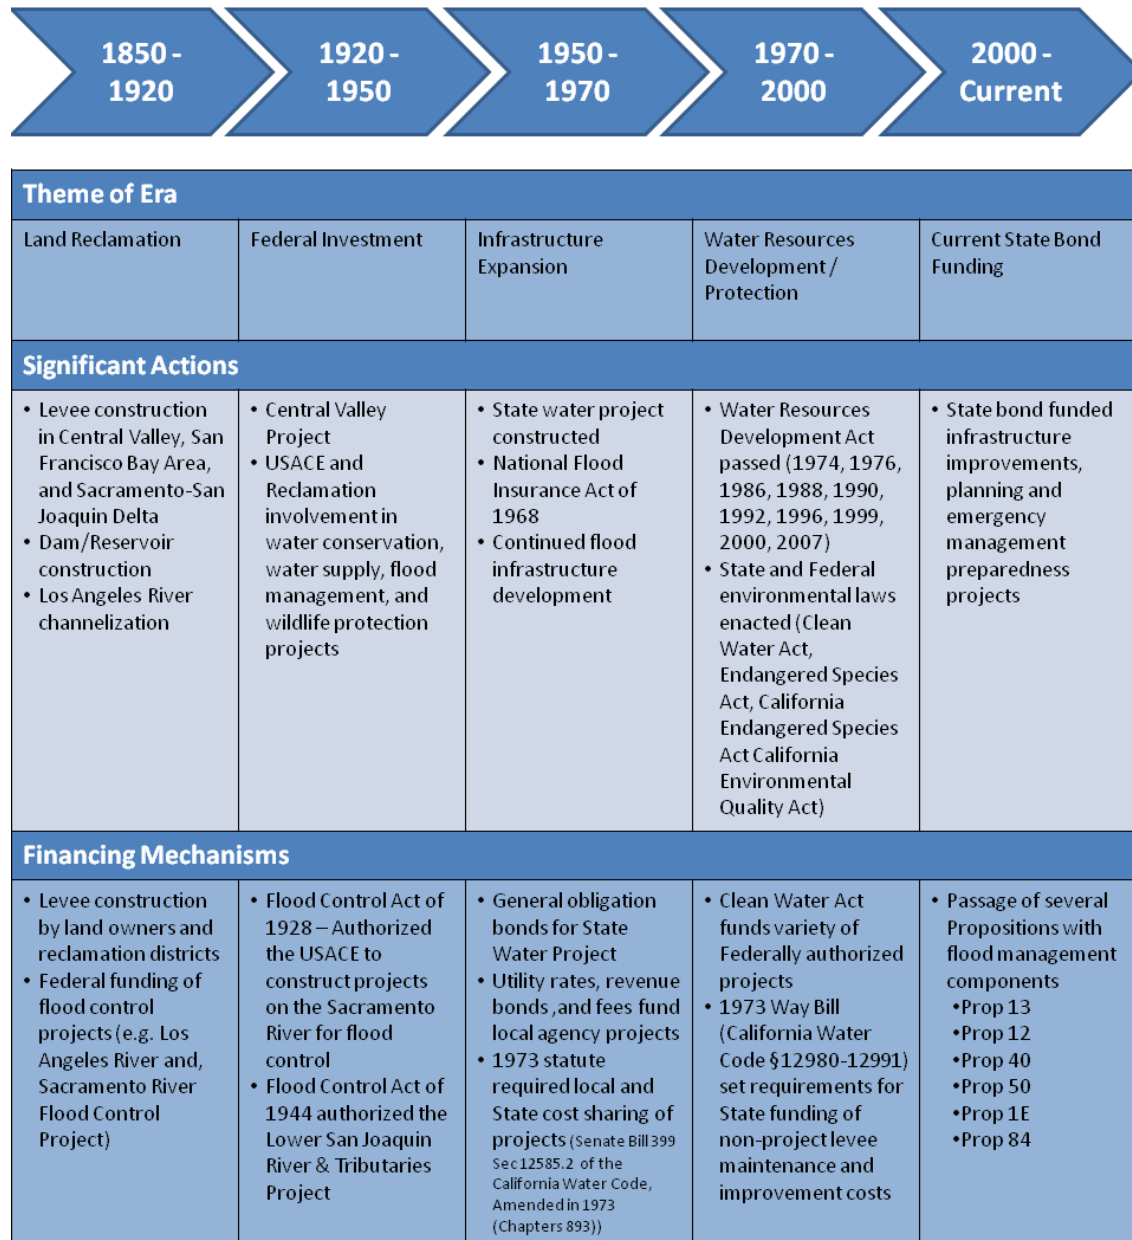 1850 -
1920
1920 -
1950
1950 -
1970
1970 -
2000
2000 -
Current
Theme of Era
Land Reclamation
Federal Investment
Infrastructure
Expansion
Water Resources
Development /
Protection
Current State Bond
Funding
Significant Actions
• Levee construction
in Central Valley, San
Francisco Bay Area,
and Sacramento-San
Joaquin Delta
• Dam/Reservoir
construction
• Los Angeles River
channelization
• Central Valley
Project
• USACE and
Reclamation
involvement in
water conservation,
water supply, flood
management, and
wildlife protection
projects
• State water project
constructed
• National Flood
Insurance Act of
1968
• Continued flood
infrastructure
development
• Water Resources
Development Act
passed (1974, 1976,
1986, 1988, 1990,
1992, 1996, 1999,
2000, 2007)
• State and Federal
environmental laws
enacted (Clean
Water Act,
Endangered Species
Act, California
Endangered Species
Act California
Environmental
Quality Act)
• State bond funded
infrastructure
improvements,
planning and
emergency
management
preparedness
projects
Financing Mechanisms
• Levee construction
by land owners and
reclamation districts
• Federal funding of
flood control
projects (e.g. Los
Angeles River and,
Sacramento River
Flood Control
Project)
• Flood Control Act of
1928 – Authorized
the USACE to
construct projects
on the Sacramento
River for flood
control
• Flood Control Act of
1944 authorized the
Lower San Joaquin
River & Tributaries
Project
• General obligation
bonds for State
Water Project
• Utility rates, revenue
bonds ,and fees fund
local agency projects
• 1973 statute
required local and
State cost sharing of
projects (Senate Bill 399
Sec 12585.2 of the
California Water Code,
Amended in 1973
(Chapters 893))
• Clean Water Act
funds variety of
Federally authorized
projects
• 1973 Way Bill
(California Water
Code §12980-12991)
set requirements for
State funding of
non-project levee
maintenance and
improvement costs
• Passage of several
Propositions with
flood management
components
•Prop 13
•Prop 12
•Prop 40
•Prop 50
•Prop 1E
•Prop 84